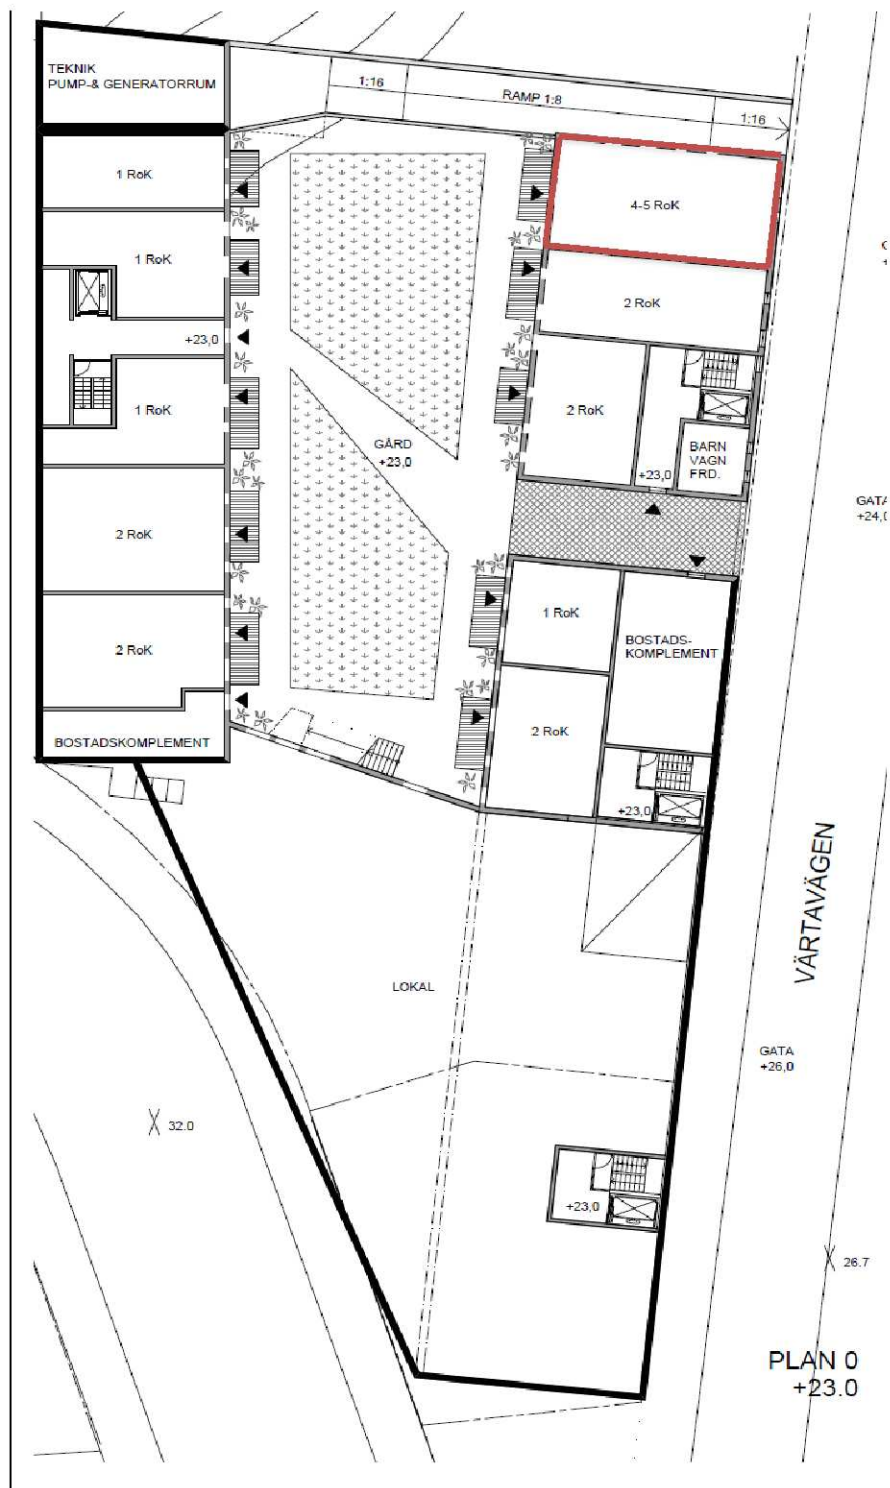 TEKNIK
PUMP-& GENERATORRUM
1:16
RAMP 1:8
1:16
1 RoK
4-5 RoK
1 RoK
2 RoK
+23,0
1 RoK
2 RoK
GÅRD
+23,0
BARN
VAGN
FRD.
+23,0
GATA
+24,0
2 RoK
1 RoK
BOSTADS-
KOMPLEMENT
2 RoK
2 RoK
BOSTADSKOMPLEMENT
+23,0
VÄRTAVÄGEN
LOKAL
GATA
+26,0
32.0
+23,0
26.7
PLAN 0
+23.0